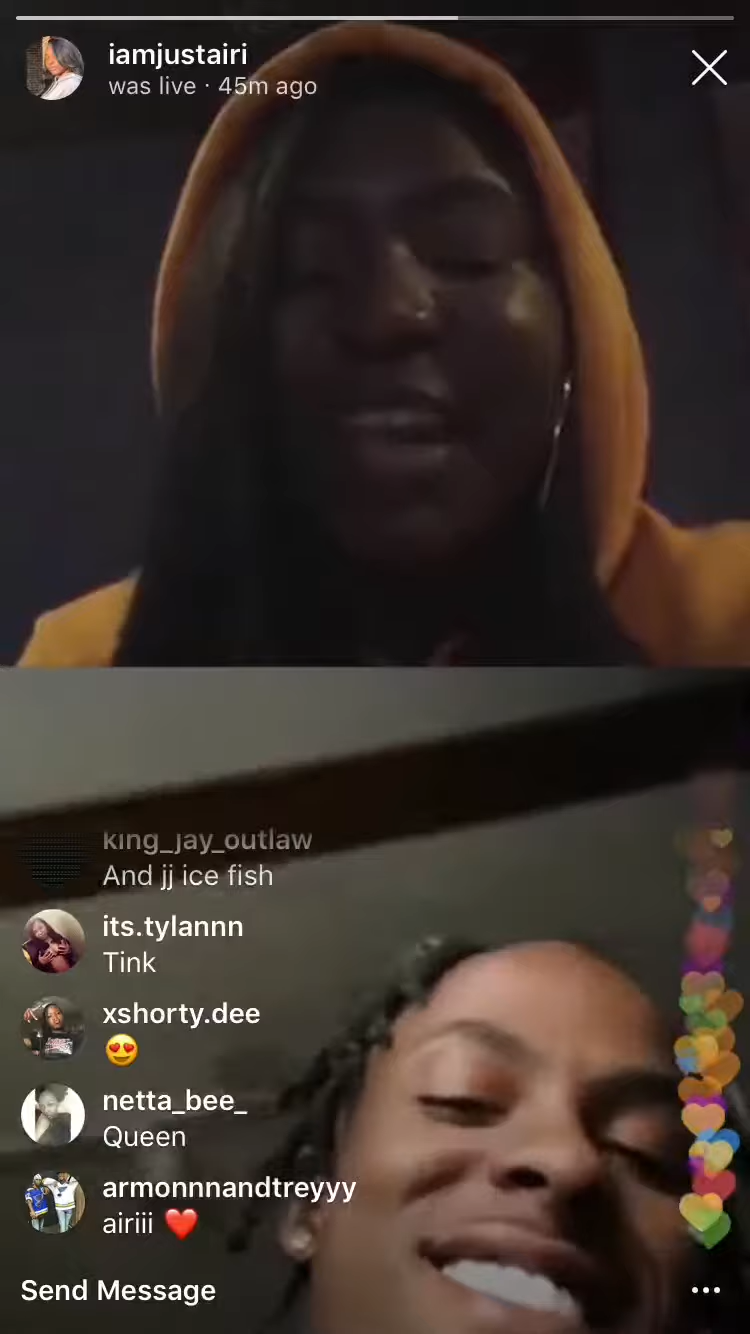 iamjustairi
was live · 45m ago
king_jay_outlaw
And jj ice fish
its.tylannn
Tink
xshorty.dee
😍
netta_bee_
Queen
armonnnandtreyyy
airiii ❤️
Send Message